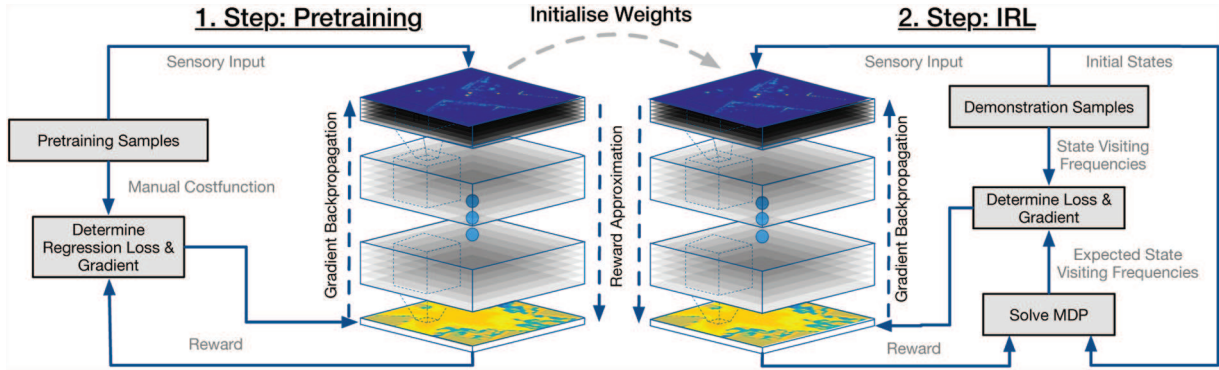 1. Step: Pretraining
Initialise Weights
2. Step: IRL
Sensory Input
Pretraining Samples
Manual Costfunction
Determine
Regression Loss &
Gradient
Reward
Gradient Backpropagation
Reward Approximation
Gradient Backpropagation
Sensory Input
Initial States
Demonstration Samples
State Visiting
Frequencies
Determine Loss &
Gradient
Expected State
Visiting Frequencies
Solve MDP
Reward